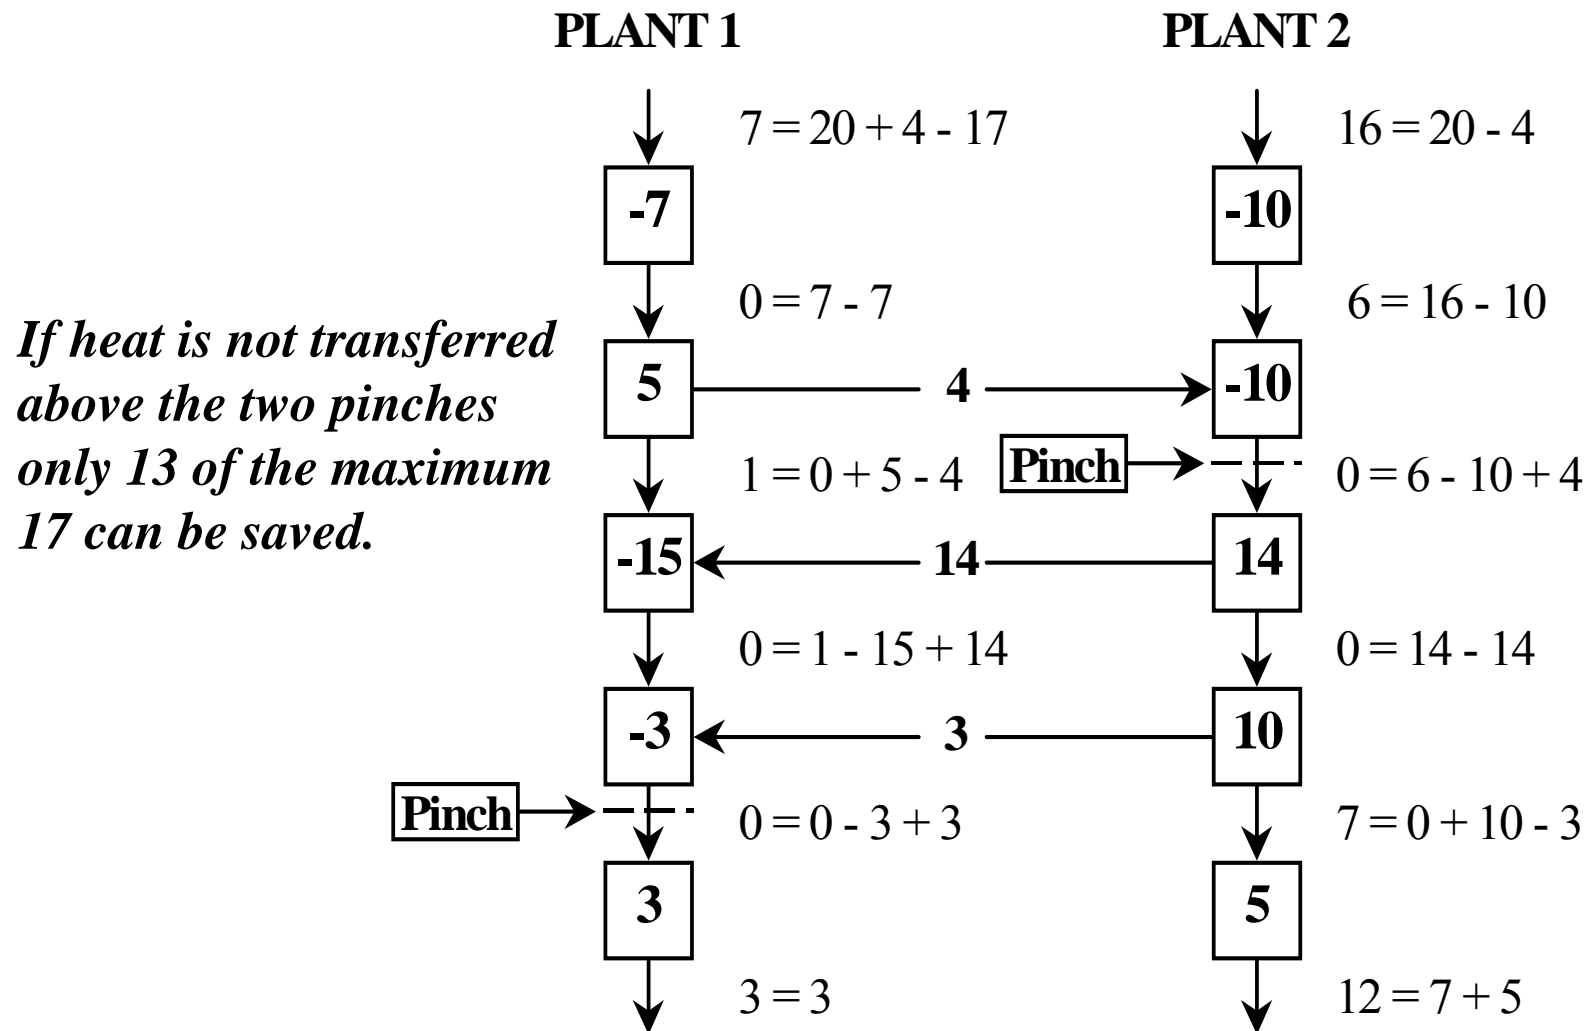 PLANT 1 PLANT 2
7 = 20 + 4 - 17 16 = 20 - 4
-7 -10
0 = 7 - 7 6 = 16 - 10
If heat is not transferred
above the two pinches
only 13 of the maximum
17 can be saved.
5 4 -10
1 = 0 + 5 - 4 Pinch 0 = 6 - 10 + 4
-15 14 14
0 = 1 - 15 + 14 0 = 14 - 14
-3 3 10
Pinch 0 = 0 - 3 + 3 7 = 0 + 10 - 3
3 5
3 = 3 12 = 7 + 5